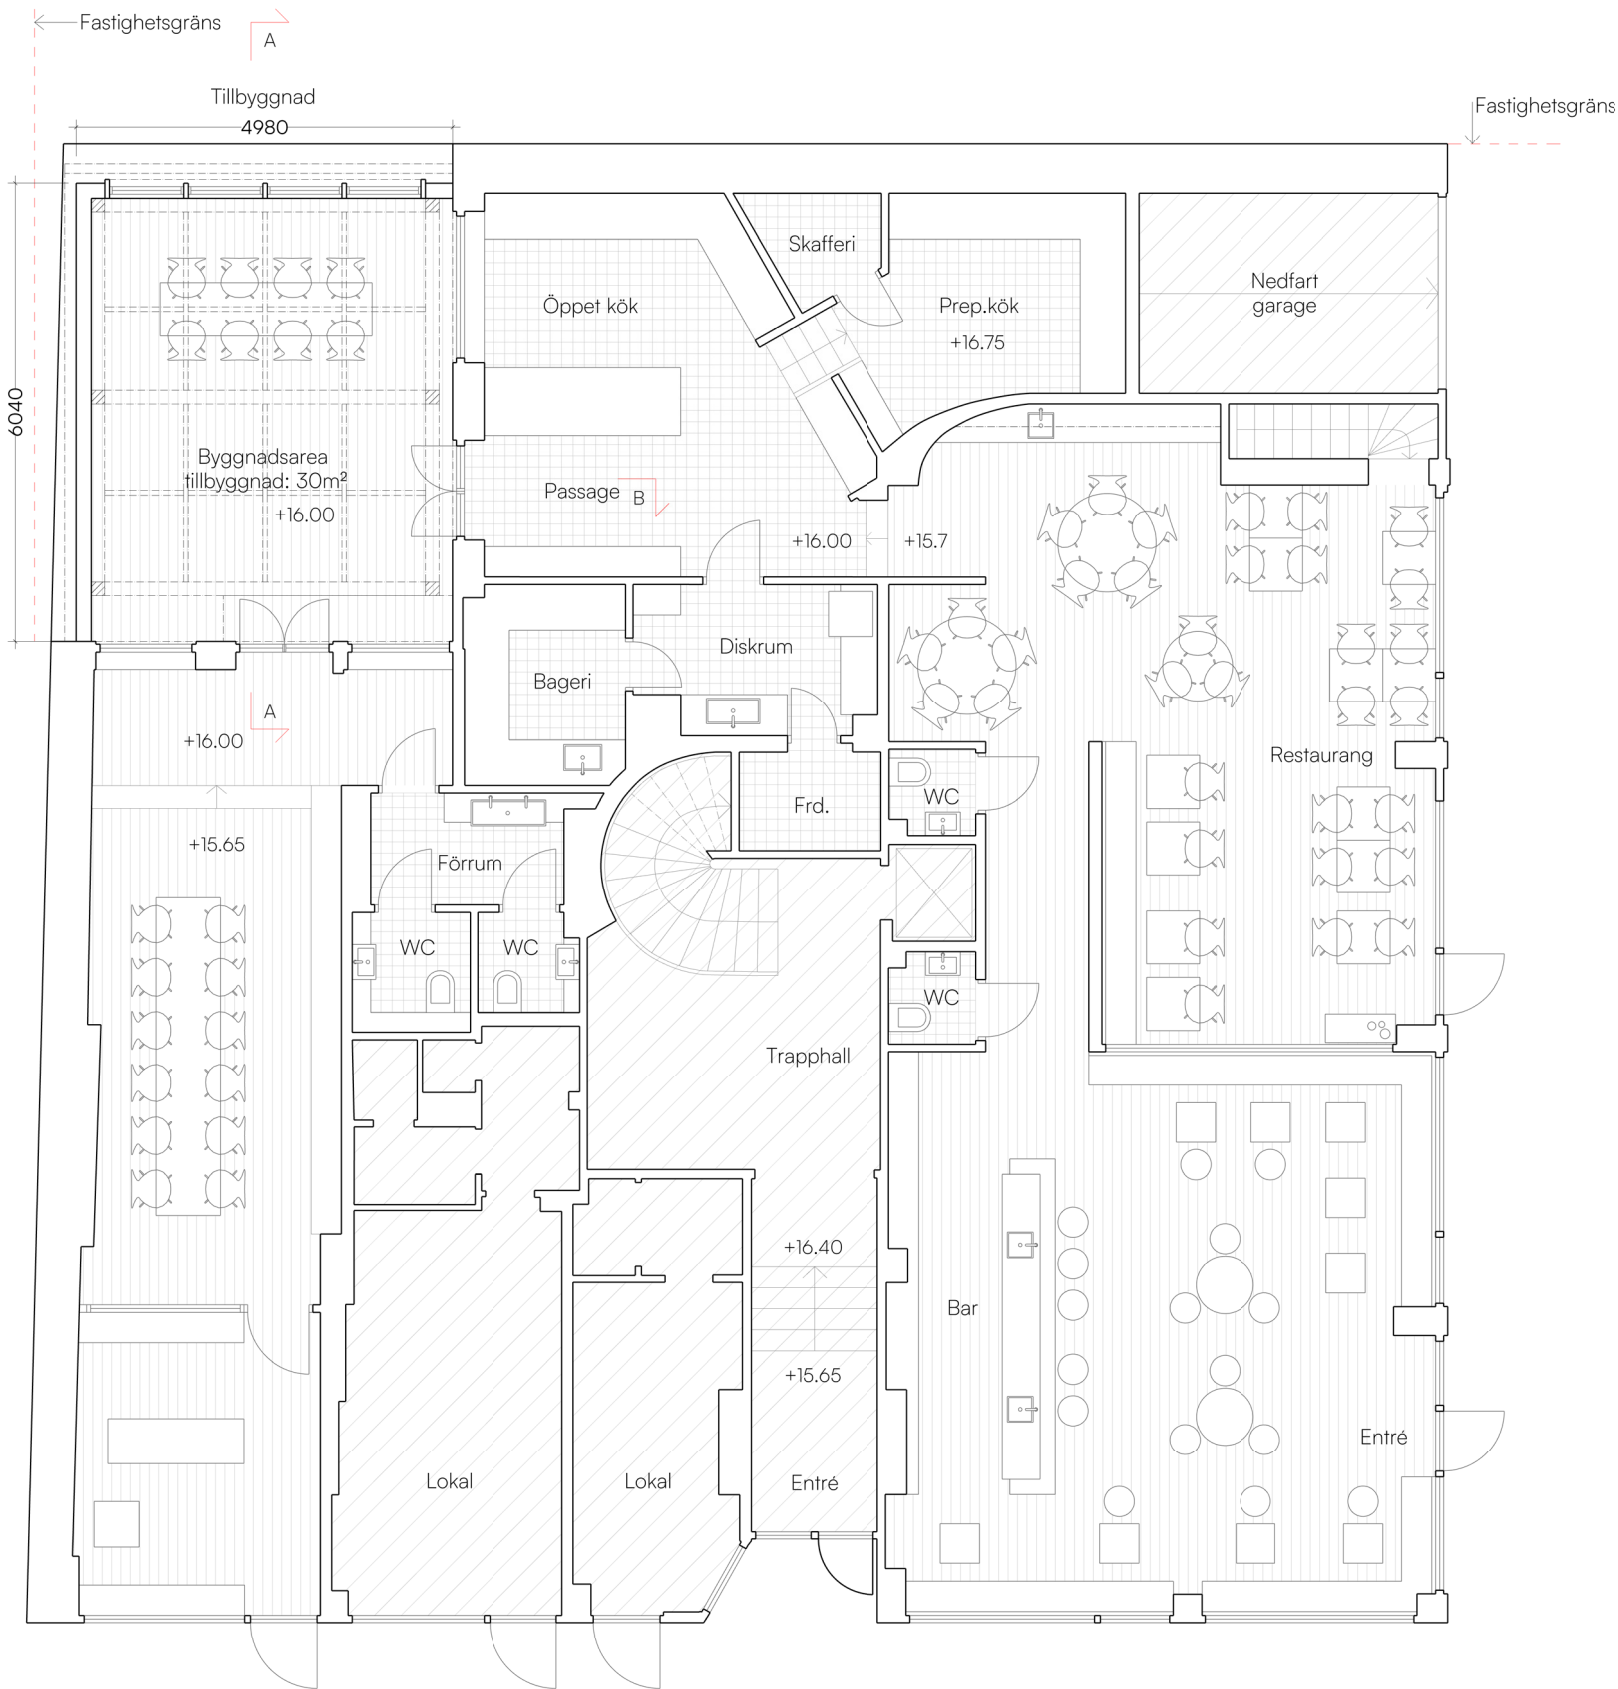 Fastighetsgräns
A
Tillbyggnad
4980
Fastighetsgräns
Skafferi
Nedfart
garage
Öppet kök
Prep.kök
+16.75
6040
Byggnadsarea
tillbyggnad: 30m²
+16.00
Passage
B
+16.00
+15.7
Diskrum
Bageri
A
+16.00
Restaurang
WC
Frd.
+15.65
Förrum
WC
WC
WC
Trapphall
+16.40
Bar
+15.65
Entré
Lokal
Lokal
Entré